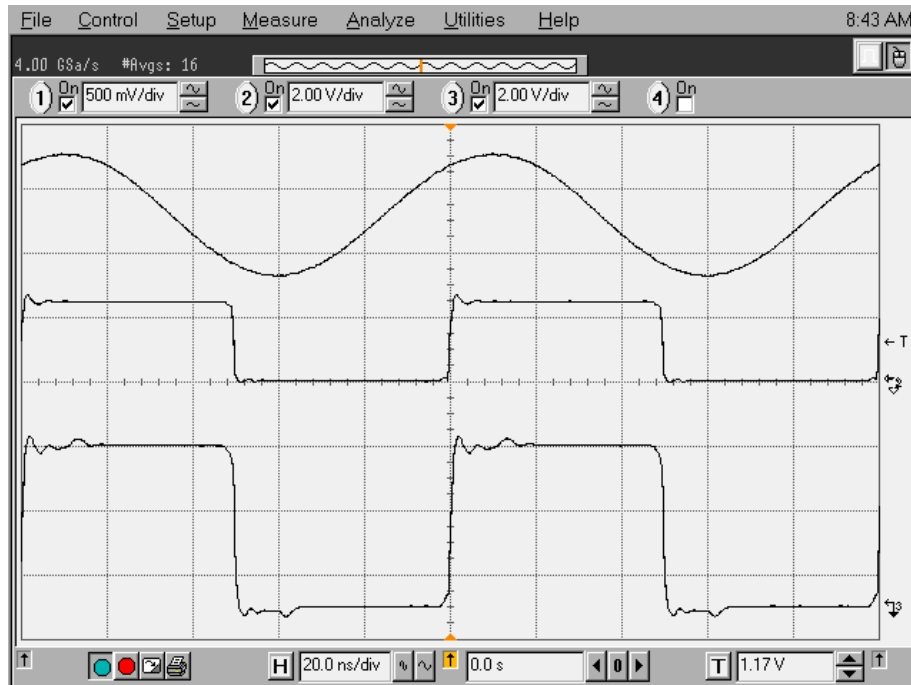 File Control Setup Measure Analyze Utilities Help 8:43 AM
4.00 GSa/s #Avgs: 16
1 On 500 mV/div 2 On 2.00 V/div 3 On 2.00 V/div 4 On
T
3
H 20.0 ns/div 0.0 s 0 T 1.17 V